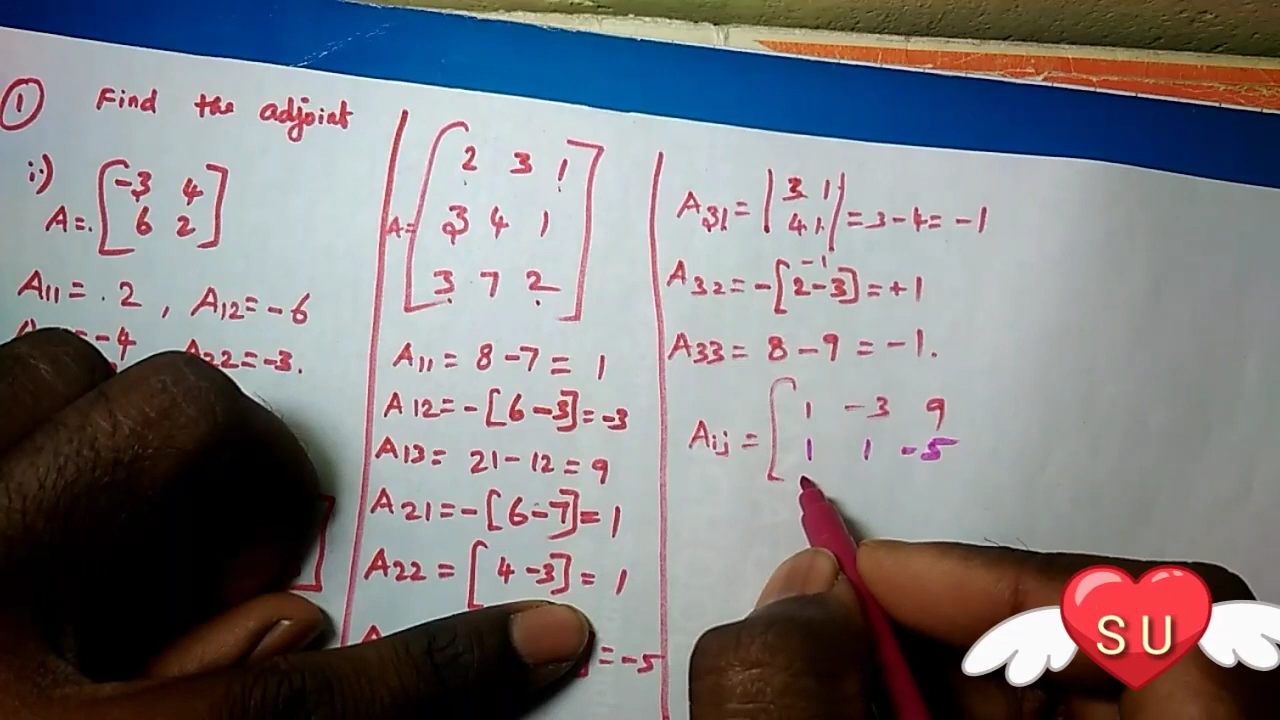 ① Find the adjoint
ii) A = [-3 4
6 2]
A11 = 2, A12 = -6
= -4 A22 = -3.
A = [2 3 1
3 4 1
3 7 2]
A11 = 8 - 7 = 1
A12 = -[6 - 3] = -3
A13 = 21 - 12 = 9
A21 = -[6 - 7] = 1
A22 = [4 - 3] = 1
= -5
A31 = |3 1
4 1| = 3 - 4 = -1
-1
A32 = -[2 - 3] = +1
A33 = 8 - 9 = -1.
Aij = [1 -3 9
1 1 -5
S U